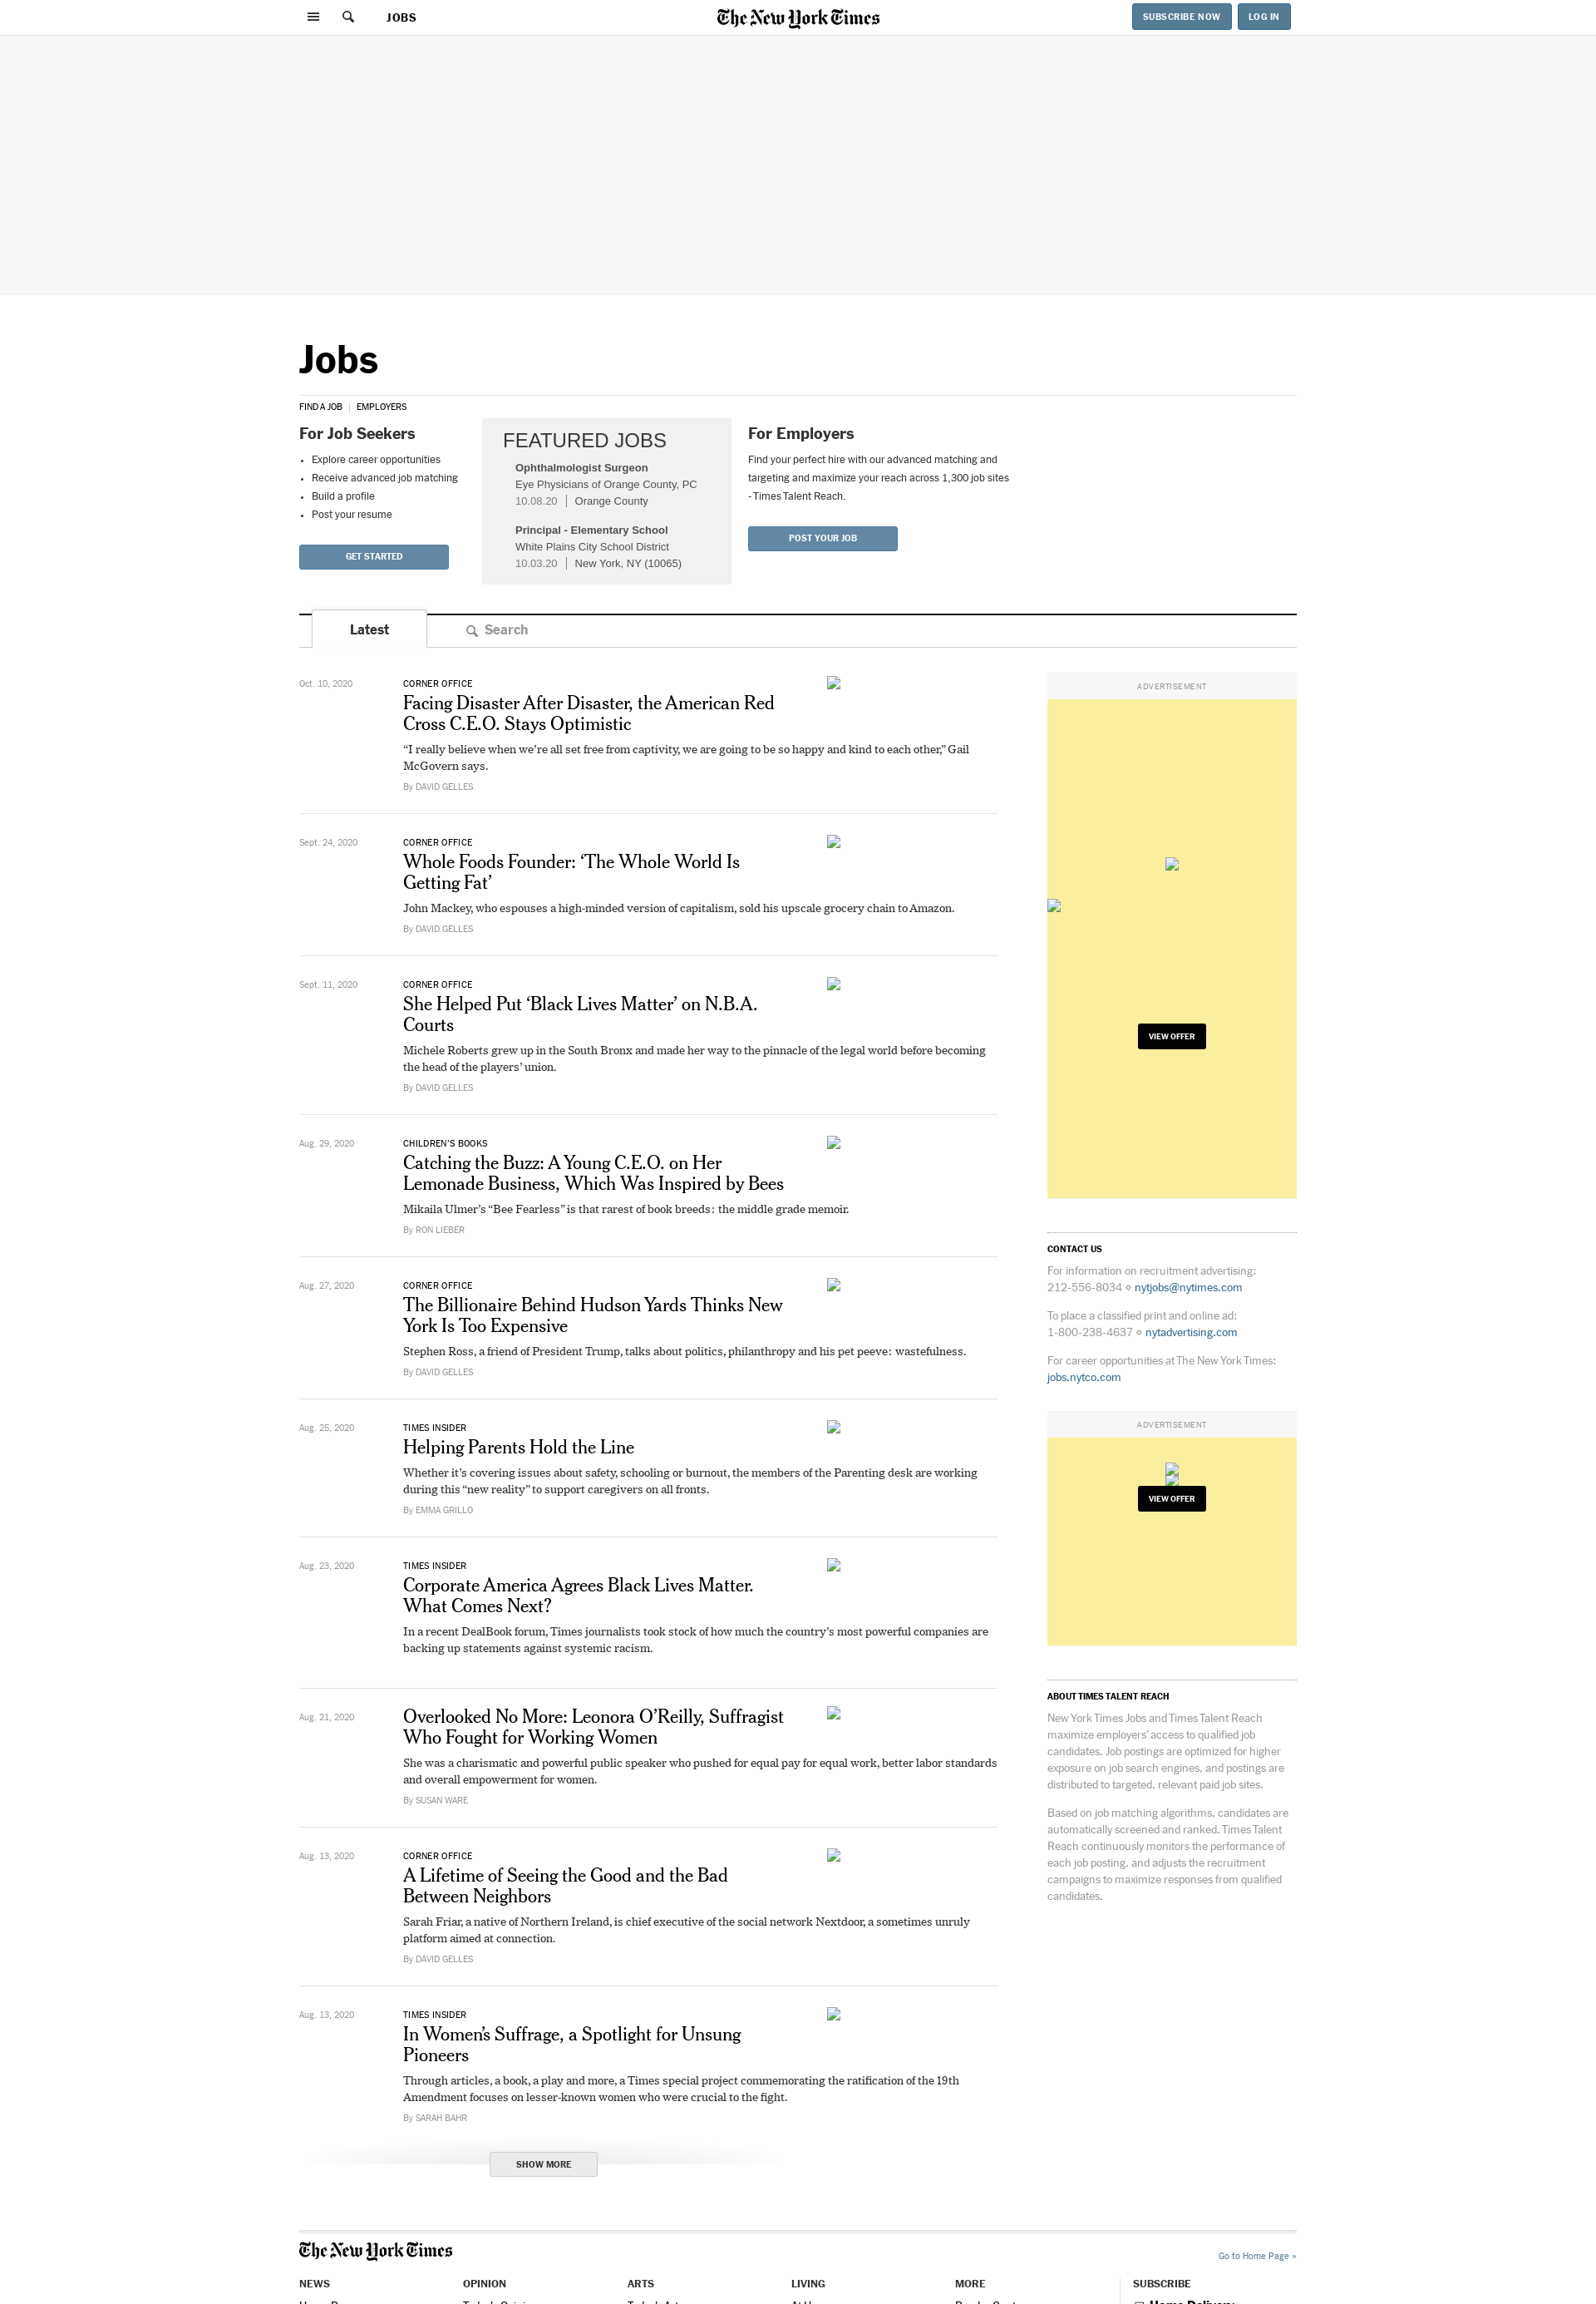 JOBS
The New York Times
SUBSCRIBE NOW
LOG IN
Jobs
FIND A JOB | EMPLOYERS
For Job Seekers
• Explore career opportunities
• Receive advanced job matching
• Build a profile
• Post your resume
GET STARTED
FEATURED JOBS
Ophthalmologist Surgeon
Eye Physicians of Orange County, PC
10.08.20 | Orange County
Principal - Elementary School
White Plains City School District
10.03.20 | New York, NY (10065)
For Employers
Find your perfect hire with our advanced matching and
targeting and maximize your reach across 1,300 job sites
- Times Talent Reach.
POST YOUR JOB
Latest
Search
Oct. 10, 2020
CORNER OFFICE
Facing Disaster After Disaster, the American Red
Cross C.E.O. Stays Optimistic
“I really believe when we’re all set free from captivity, we are going to be so happy and kind to each other,” Gail
McGovern says.
By DAVID GELLES
Sept. 24, 2020
CORNER OFFICE
Whole Foods Founder: ‘The Whole World Is
Getting Fat’
John Mackey, who espouses a high-minded version of capitalism, sold his upscale grocery chain to Amazon.
By DAVID GELLES
Sept. 11, 2020
CORNER OFFICE
She Helped Put ‘Black Lives Matter’ on N.B.A.
Courts
Michele Roberts grew up in the South Bronx and made her way to the pinnacle of the legal world before becoming
the head of the players’ union.
By DAVID GELLES
Aug. 29, 2020
CHILDREN’S BOOKS
Catching the Buzz: A Young C.E.O. on Her
Lemonade Business, Which Was Inspired by Bees
Mikaila Ulmer’s “Bee Fearless” is that rarest of book breeds: the middle grade memoir.
By RON LIEBER
Aug. 27, 2020
CORNER OFFICE
The Billionaire Behind Hudson Yards Thinks New
York Is Too Expensive
Stephen Ross, a friend of President Trump, talks about politics, philanthropy and his pet peeve: wastefulness.
By DAVID GELLES
Aug. 25, 2020
TIMES INSIDER
Helping Parents Hold the Line
Whether it’s covering issues about safety, schooling or burnout, the members of the Parenting desk are working
during this “new reality” to support caregivers on all fronts.
By EMMA GRILLO
Aug. 23, 2020
TIMES INSIDER
Corporate America Agrees Black Lives Matter.
What Comes Next?
In a recent DealBook forum, Times journalists took stock of how much the country’s most powerful companies are
backing up statements against systemic racism.
Aug. 21, 2020
Overlooked No More: Leonora O’Reilly, Suffragist
Who Fought for Working Women
She was a charismatic and powerful public speaker who pushed for equal pay for equal work, better labor standards
and overall empowerment for women.
By SUSAN WARE
Aug. 13, 2020
CORNER OFFICE
A Lifetime of Seeing the Good and the Bad
Between Neighbors
Sarah Friar, a native of Northern Ireland, is chief executive of the social network Nextdoor, a sometimes unruly
platform aimed at connection.
By DAVID GELLES
Aug. 13, 2020
TIMES INSIDER
In Women’s Suffrage, a Spotlight for Unsung
Pioneers
Through articles, a book, a play and more, a Times special project commemorating the ratification of the 19th
Amendment focuses on lesser-known women who were crucial to the fight.
By SARAH BAHR
SHOW MORE
ADVERTISEMENT
VIEW OFFER
CONTACT US
For information on recruitment advertising:
212-556-8034 ⋄ nytjobs@nytimes.com
To place a classified print and online ad:
1-800-238-4637 ⋄ nytadvertising.com
For career opportunities at The New York Times:
jobs.nytco.com
ADVERTISEMENT
VIEW OFFER
ABOUT TIMES TALENT REACH
New York Times Jobs and Times Talent Reach
maximize employers’ access to qualified job
candidates. Job postings are optimized for higher
exposure on job search engines, and postings are
distributed to targeted, relevant paid job sites.
Based on job matching algorithms, candidates are
automatically screened and ranked. Times Talent
Reach continuously monitors the performance of
each job posting, and adjusts the recruitment
campaigns to maximize responses from qualified
candidates.
The New York Times
Go to Home Page »
NEWS
OPINION
ARTS
LIVING
MORE
SUBSCRIBE